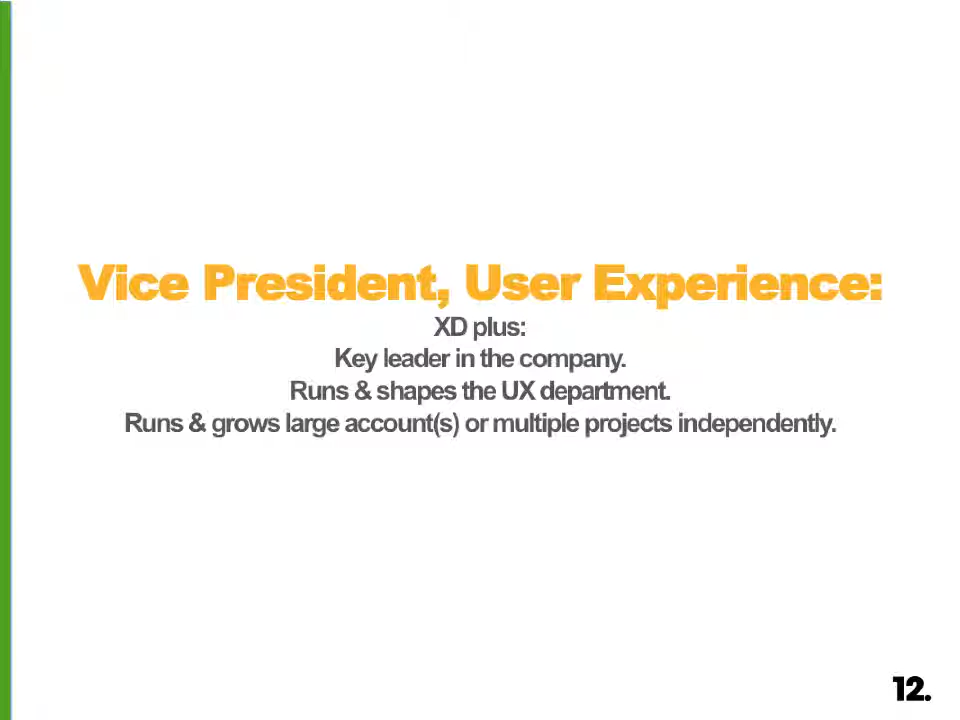 Vice President, User Experience:
XD plus:
Key leader in the company.
Runs & shapes the UX department.
Runs & grows large account(s) or multiple projects independently.
12.